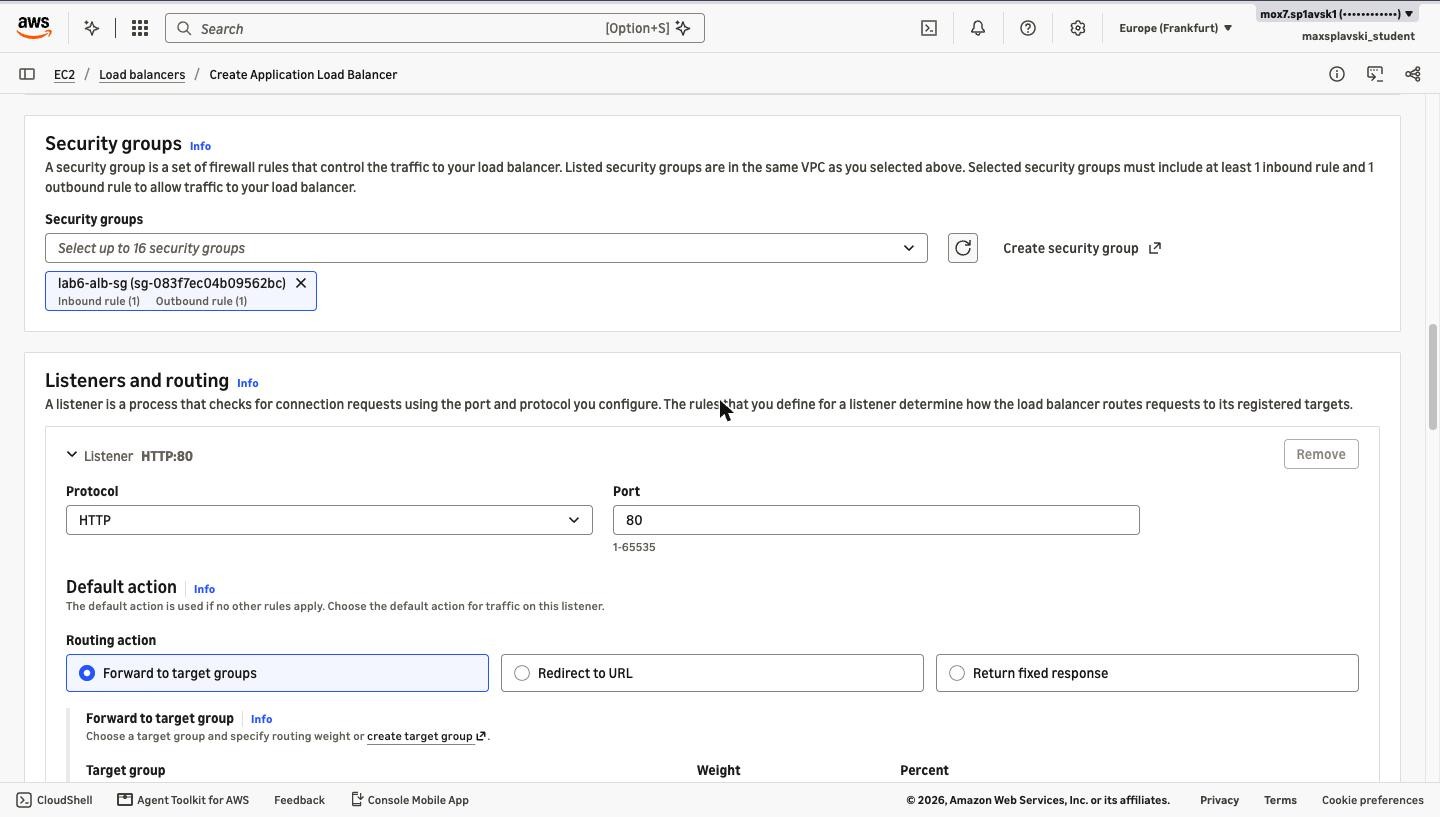 aws
Search
[Option+S]
Europe (Frankfurt)
mox7.sp1avsk1 (••••••••••••)
maxsplavski_student
EC2 / Load balancers / Create Application Load Balancer
Security groups Info
A security group is a set of firewall rules that control the traffic to your load balancer. Listed security groups are in the same VPC as you selected above. Selected security groups must include at least 1 inbound rule and 1
outbound rule to allow traffic to your load balancer.
Security groups
Select up to 16 security groups
Create security group
lab6-alb-sg (sg-083f7ec04b09562bc)
Inbound rule (1) Outbound rule (1)
Listeners and routing Info
A listener is a process that checks for connection requests using the port and protocol you configure. The rules that you define for a listener determine how the load balancer routes requests to its registered targets.
Listener HTTP:80
Remove
Protocol
Port
HTTP
80
1-65535
Default action Info
The default action is used if no other rules apply. Choose the default action for traffic on this listener.
Routing action
Forward to target groups
Redirect to URL
Return fixed response
Forward to target group Info
Choose a target group and specify routing weight or create target group.
Target group
Weight
Percent
CloudShell
Agent Toolkit for AWS
Feedback
Console Mobile App
© 2026, Amazon Web Services, Inc. or its affiliates.
Privacy
Terms
Cookie preferences